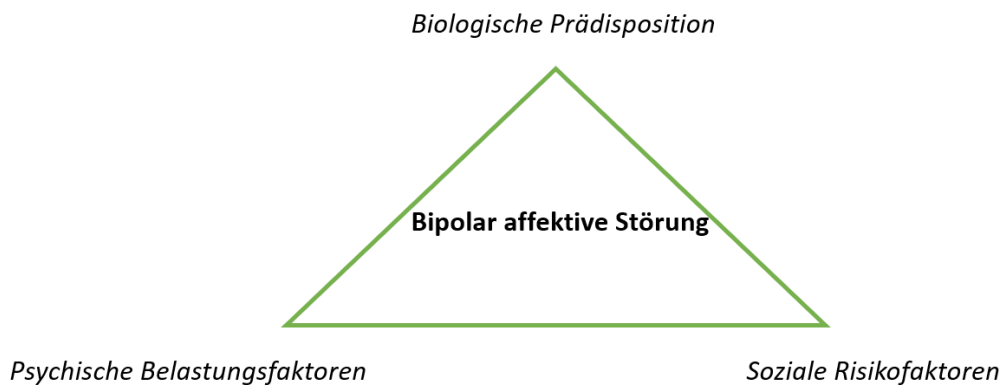 Biologische Prädisposition
Bipolar affektive Störung
Psychische Belastungsfaktoren
Soziale Risikofaktoren